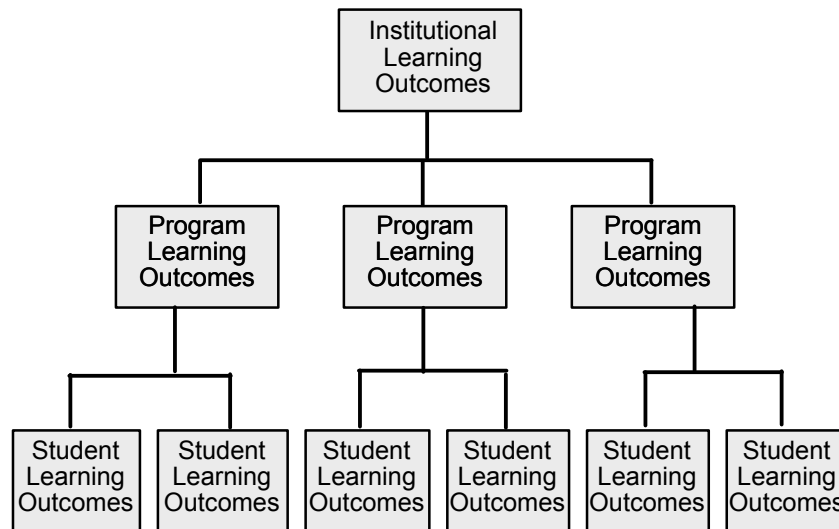 Institutional
Learning
Outcomes
Program
Learning
Outcomes
Program
Learning
Outcomes
Program
Learning
Outcomes
Student
Learning
Outcomes
Student
Learning
Outcomes
Student
Learning
Outcomes
Student
Learning
Outcomes
Student
Learning
Outcomes
Student
Learning
Outcomes